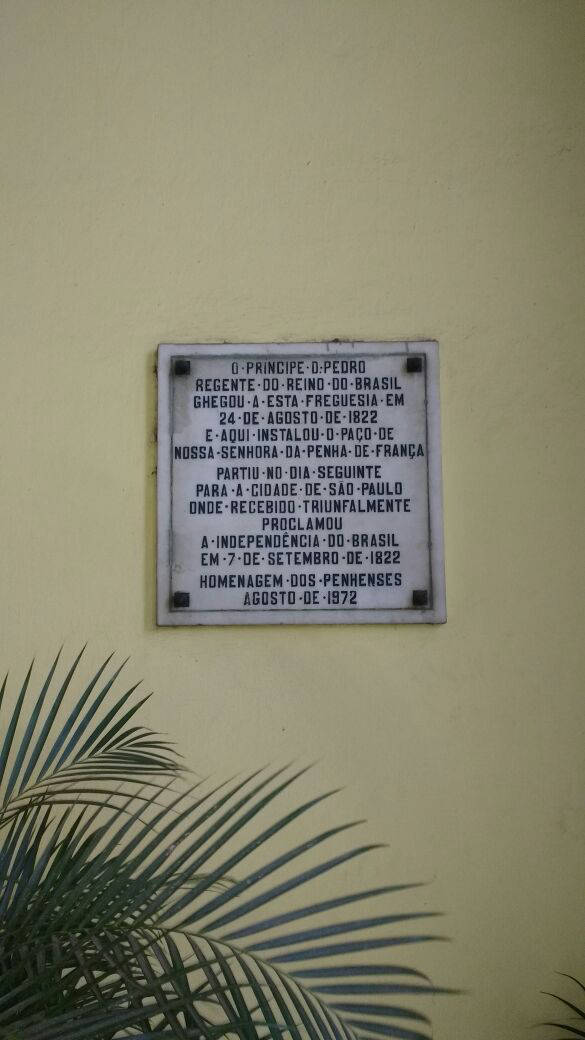 O·PRINCIPE·D.PEDRO
REGENTE·DO·REINO·DO·BRASIL
GHEGOU·A·ESTA·FREGUESIA·EM
24·DE·AGOSTO·DE·1822
E·AQUI·INSTALOU·O·PAÇO·DE
NOSSA·SENHORA·DA·PENHA·DE·FRANÇA
PARTIU·NO·DIA·SEGUINTE
PARA·A·CIDADE·DE·SÃO·PAULO
ONDE·RECEBIDO·TRIUNFALMENTE
PROCLAMOU
A·INDEPENDÊNCIA·DO·BRASIL
EM·7·DE·SETEMBRO·DE·1822
HOMENAGEM·DOS·PENHENSES
AGOSTO·DE·1972